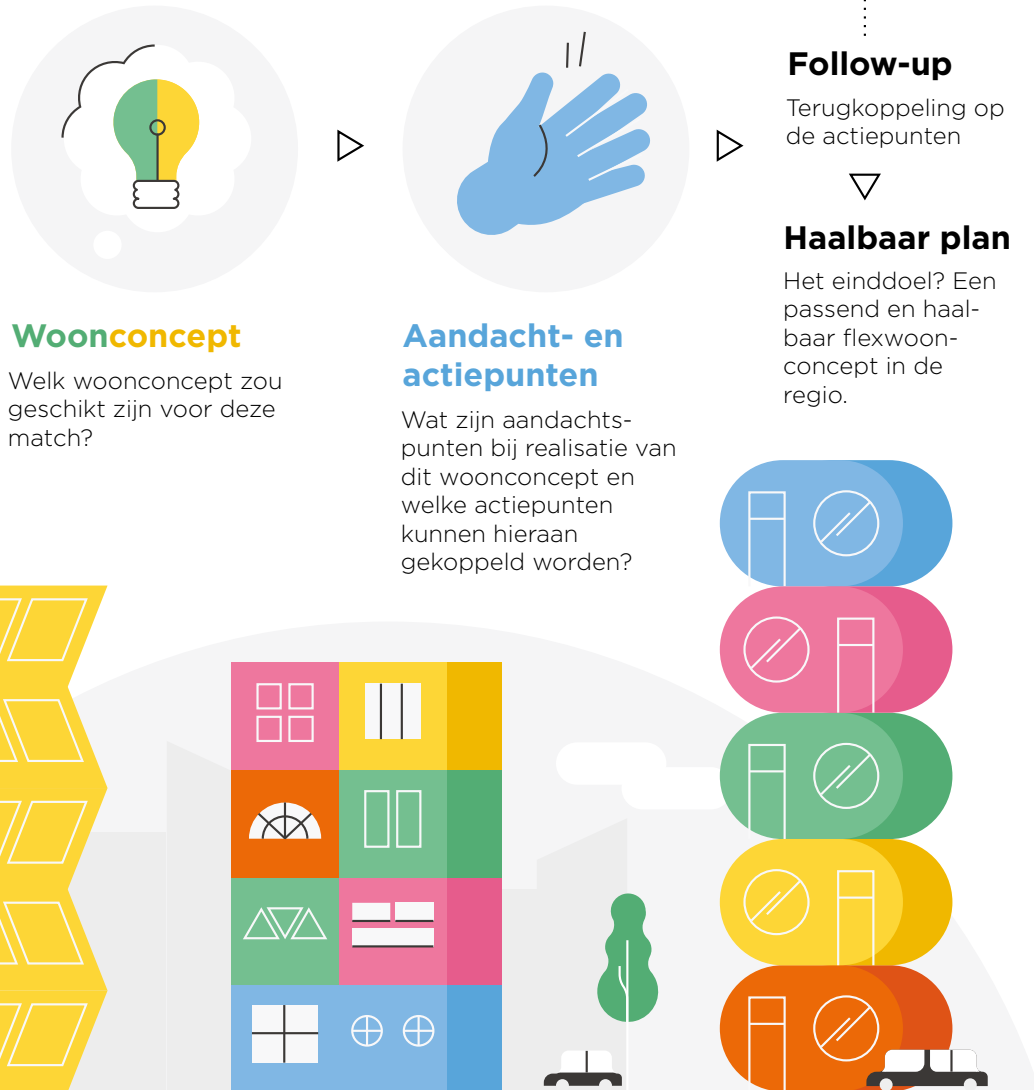 Woonconcept
Welk woonconcept zou
geschikt zijn voor deze
match?
Aandacht- en
actiepunten
Wat zijn aandachts-
punten bij realisatie van
dit woonconcept en
welke actiepunten
kunnen hieraan
gekoppeld worden?
Follow-up
Terugkoppeling op
de actiepunten
Haalbaar plan
Het einddoel? Een
passend en haal-
baar flexwoon-
concept in de
regio.